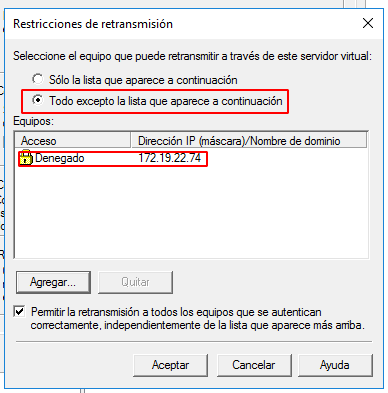 Restricciones de retransmisión
Seleccione el equipo que puede retransmitir a través de este servidor virtual:
Sólo la lista que aparece a continuación
Todo excepto la lista que aparece a continuación
Equipos:
Acceso Dirección IP (máscara)/Nombre de dominio
Denegado 172.19.22.74
Agregar... Quitar
Permitir la retransmisión a todos los equipos que se autentican
correctamente, independientemente de la lista que aparece más arriba.
Aceptar Cancelar Ayuda